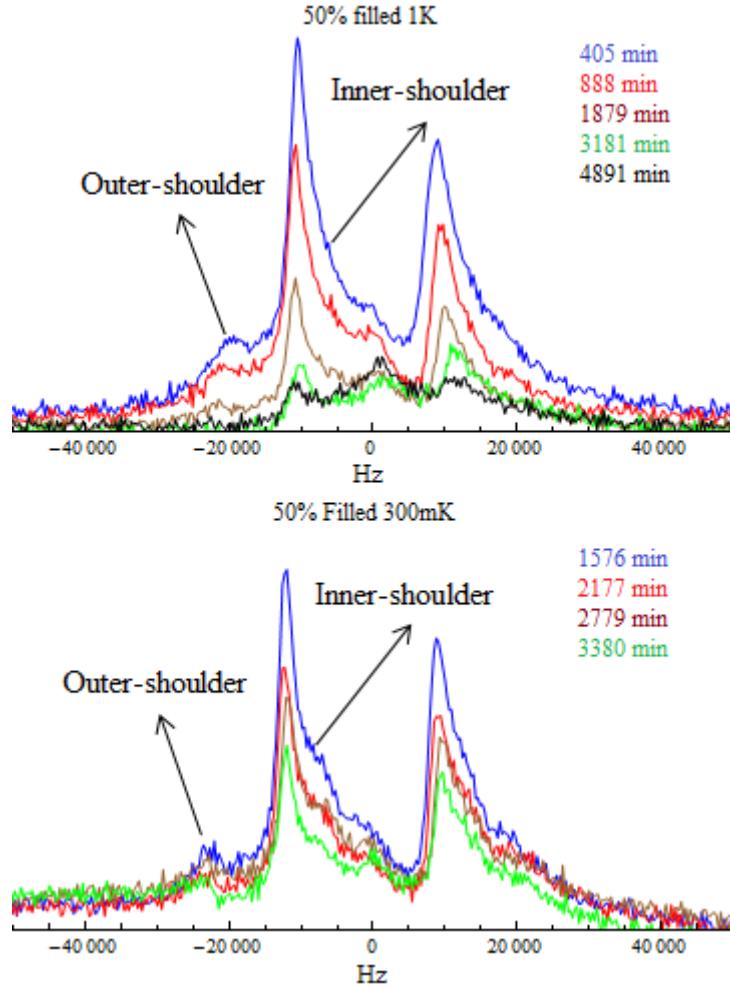 50% filled 1K
405 min
888 min
1879 min
3181 min
4891 min
Inner-shoulder
Outer-shoulder
−40 000 −20 000 0 20 000 40 000
Hz
50% Filled 300mK
1576 min
2177 min
2779 min
3380 min
Inner-shoulder
Outer-shoulder
−40 000 −20 000 0 20 000 40 000
Hz